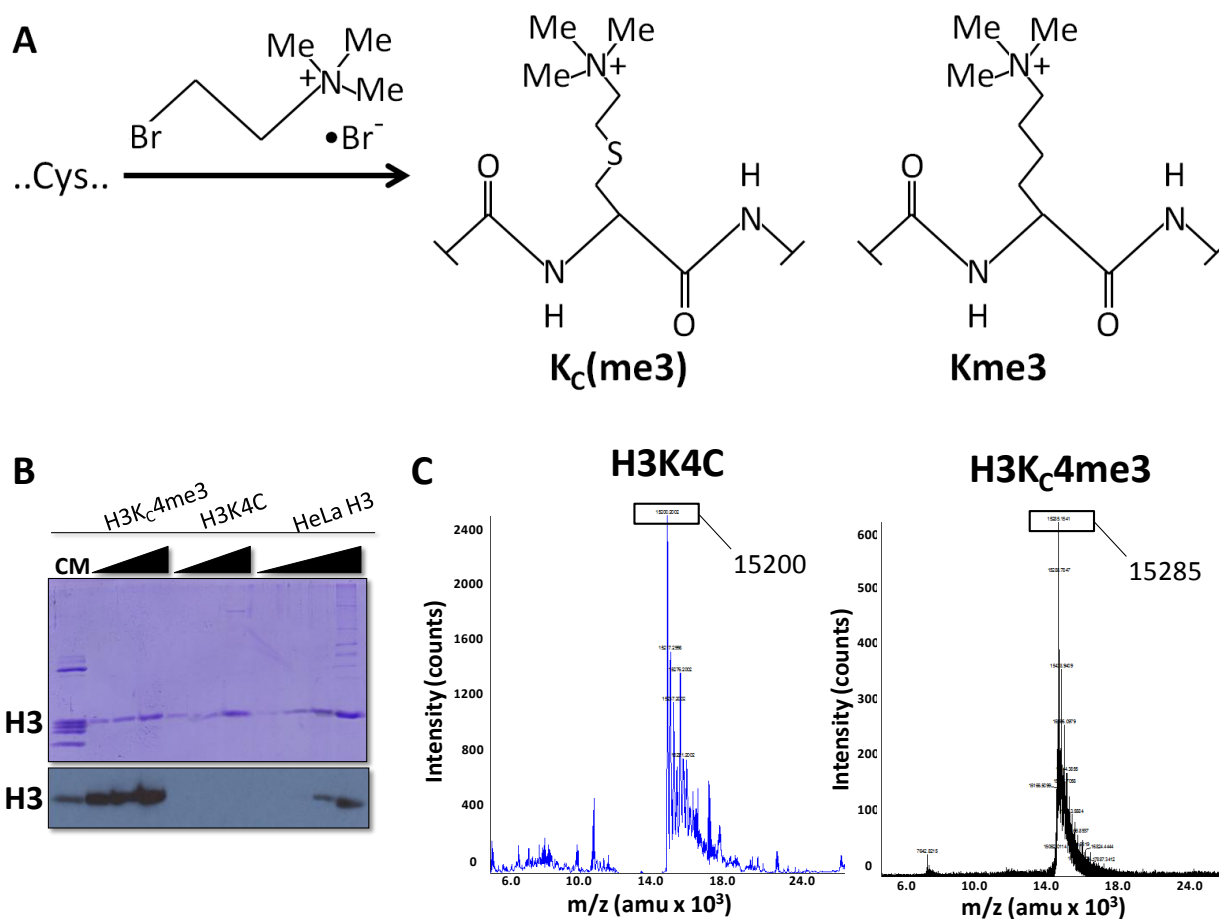 A
Me
Me
Me
+N
Br
•Br⁻
..Cys..
Me
Me
Me
N+
S
O
H
N
N
H
O
K_C(me3)
Me
Me
Me
N+
O
H
N
N
H
O
Kme3
B
H3K_C4me3
H3K4C
HeLa H3
CM
H3
H3
C
H3K4C
15200
Intensity (counts)
2400
2000
1600
1200
800
400
0
6.0
10.0
14.0
18.0
24.0
m/z (amu x 10³)
H3K_C4me3
15285
Intensity (counts)
600
500
400
300
200
100
0
6.0
10.0
14.0
18.0
24.0
m/z (amu x 10³)